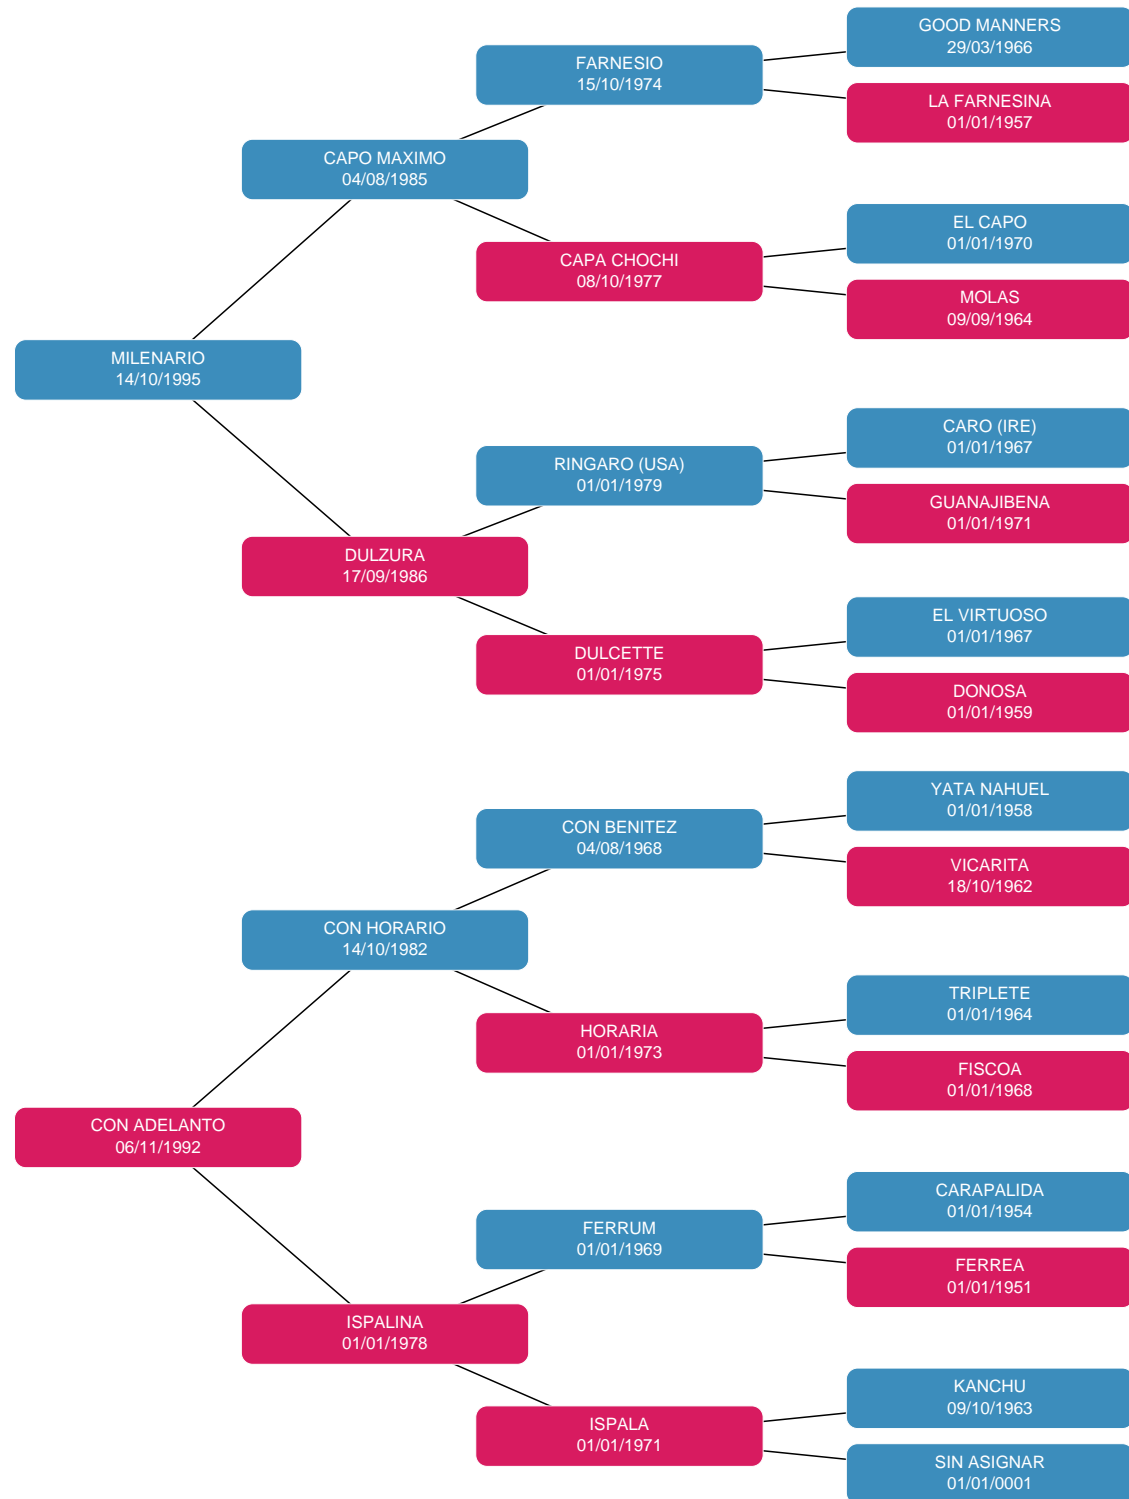 GOOD MANNERS
29/03/1966
FARNESIO
15/10/1974
LA FARNESINA
01/01/1957
CAPO MAXIMO
04/08/1985
EL CAPO
01/01/1970
CAPA CHOCHI
08/10/1977
MOLAS
09/09/1964
MILENARIO
14/10/1995
CARO (IRE)
01/01/1967
RINGARO (USA)
01/01/1979
GUANAJIBENA
01/01/1971
DULZURA
17/09/1986
EL VIRTUOSO
01/01/1967
DULCETTE
01/01/1975
DONOSA
01/01/1959
YATA NAHUEL
01/01/1958
CON BENITEZ
04/08/1968
VICARITA
18/10/1962
CON HORARIO
14/10/1982
TRIPLETE
01/01/1964
HORARIA
01/01/1973
FISCOA
01/01/1968
CON ADELANTO
06/11/1992
CARAPALIDA
01/01/1954
FERRUM
01/01/1969
FERREA
01/01/1951
ISPALINA
01/01/1978
KANCHU
09/10/1963
ISPALA
01/01/1971
SIN ASIGNAR
01/01/0001